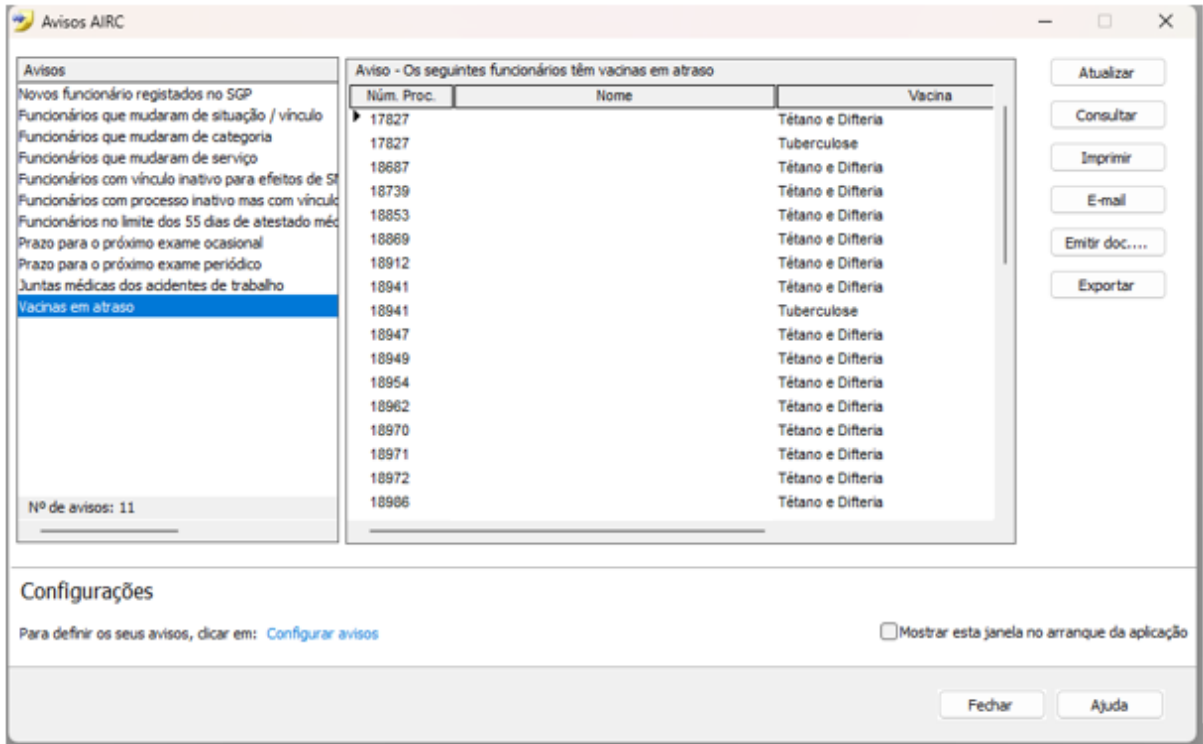 Avisos AIRC
Avisos
Novos funcionário registados no SGP
Funcionários que mudaram de situação / vínculo
Funcionários que mudaram de categoria
Funcionários que mudaram de serviço
Funcionários com vínculo inativo para efeitos de
Funcionários com processo inativo mas com
Funcionários no limite dos 55 dias de atestado
Prazo para o próximo exame ocasional
Prazo para o próximo exame periódico
Juntas médicas dos acidentes de trabalho
Vacinas em atraso
Nº de avisos: 11
Aviso - Os seguintes funcionários têm vacinas em atraso
Núm. Proc. Nome Vacina
17827 Tétano e Difteria
17827 Tuberculose
18687 Tétano e Difteria
18739 Tétano e Difteria
18853 Tétano e Difteria
18869 Tétano e Difteria
18912 Tétano e Difteria
18941 Tétano e Difteria
18941 Tuberculose
18947 Tétano e Difteria
18949 Tétano e Difteria
18954 Tétano e Difteria
18962 Tétano e Difteria
18970 Tétano e Difteria
18971 Tétano e Difteria
18972 Tétano e Difteria
18986 Tétano e Difteria
Atualizar
Consultar
Imprimir
E-mail
Emitir doc....
Exportar
Configurações
Para definir os seus avisos, clicar em: Configurar avisos
Mostrar esta janela no arranque da aplicação
Fechar
Ajuda